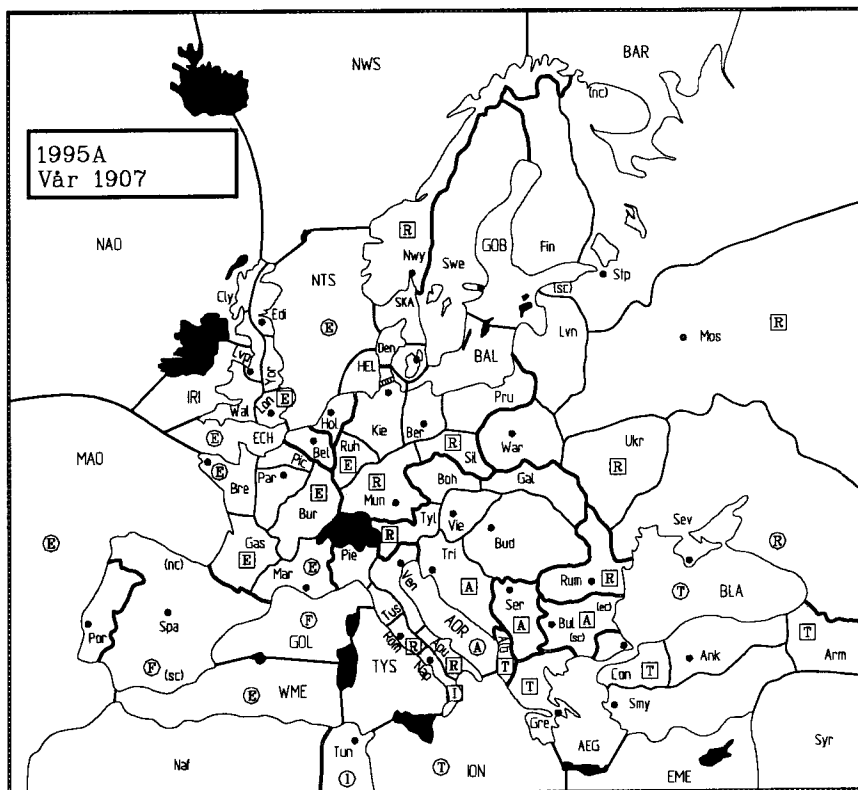 NWS
BAR
(nc)
1995A
Vår 1907
NAO
R
Nwy
Swe
GOB
Fin
Slp
(sc)
NTS
SKA
Cly
Edi
E
Lvn
Mos
R
Den
BAL
Lvp
Yor
HEL
IRI
Pru
Lon
E
Wal
Hol
Kie
Ber
War
Ukr
MAO
E
ECH
Bel
Ruh
R
Sil
R
Pic
E
Gal
E
Par
E
R
Boh
Bre
Bur
Mun
Tyl
Vie
Sev
Gas
R
Bud
R
E
E
Pie
Tri
E
Mar
Ven
Rum
R
T
BLA
(nc)
A
Ser
(ec)
Por
Spa
F
Tus
ADR
Bul
A
GOL
Rom
A
(sc)
T
Arm
F
(sc)
TYS
R
Apu
A
Alb
Con
T
Ank
E
WME
Nap
R
T
T
I
Smy
Gre
Tun
AEG
Syr
Naf
I
T
ION
EME